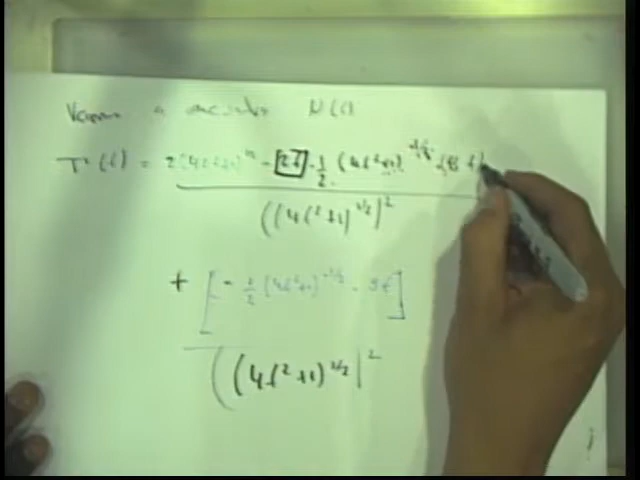 Vamos a N(t)
T'(t) = 2(4t²+1)^1/2 - [2t] · 1/2 (4t²+1)^-1/2 · (8t)
((4t²+1)^1/2)²
+ [- 1/2 (4t²+1)^-1/2 · 8t]
((4t²+1)^1/2)²